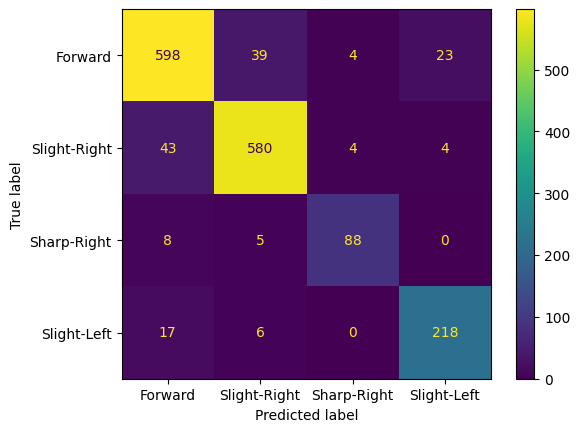 Forward 598 39 4 23
Slight-Right 43 580 4 4
Sharp-Right 8 5 88 0
Slight-Left 17 6 0 218
Forward Slight-Right Sharp-Right Slight-Left
Predicted label
True label
500
400
300
200
100
0